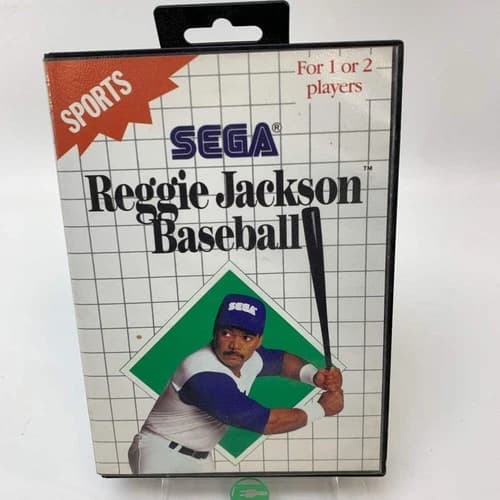 SPORTS
For 1 or 2
players
SEGA®
Reggie Jackson™
Baseball
SEGA